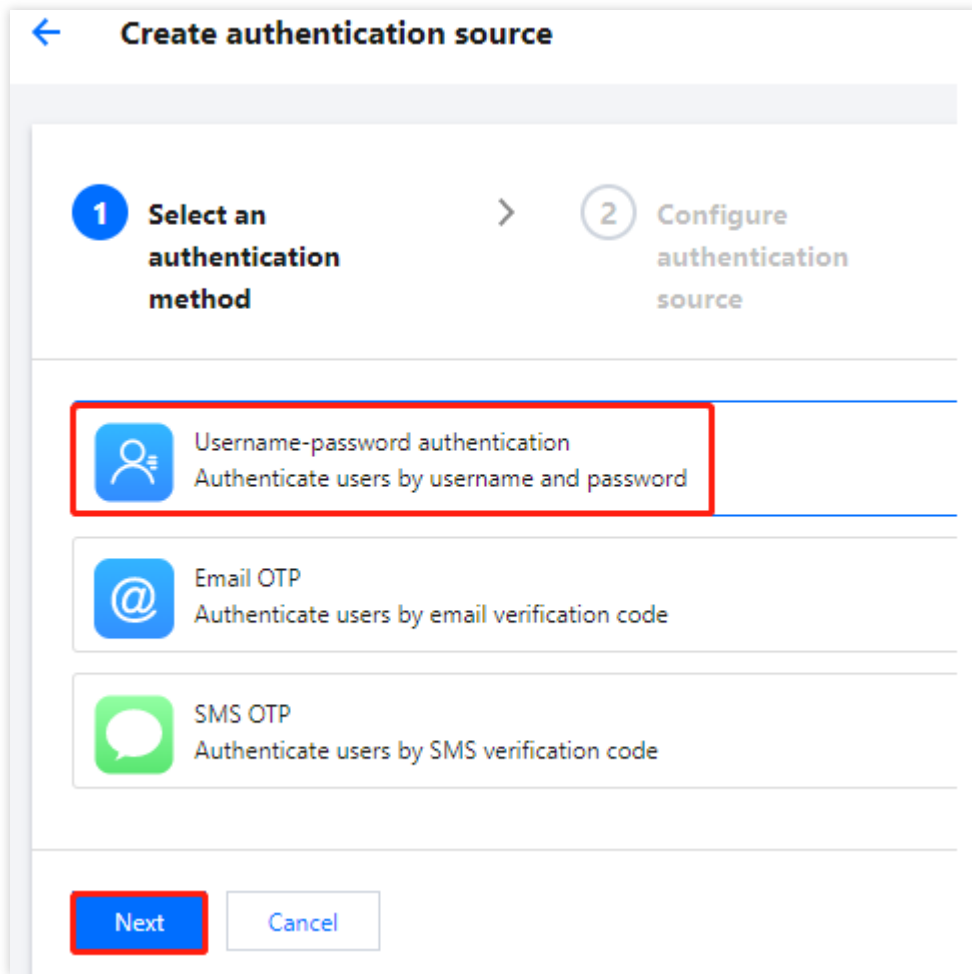 Create authentication source
1
Select an
authentication
method
2
Configure
authentication
source
Username-password authentication
Authenticate users by username and password
@
Email OTP
Authenticate users by email verification code
SMS OTP
Authenticate users by SMS verification code
Next
Cancel